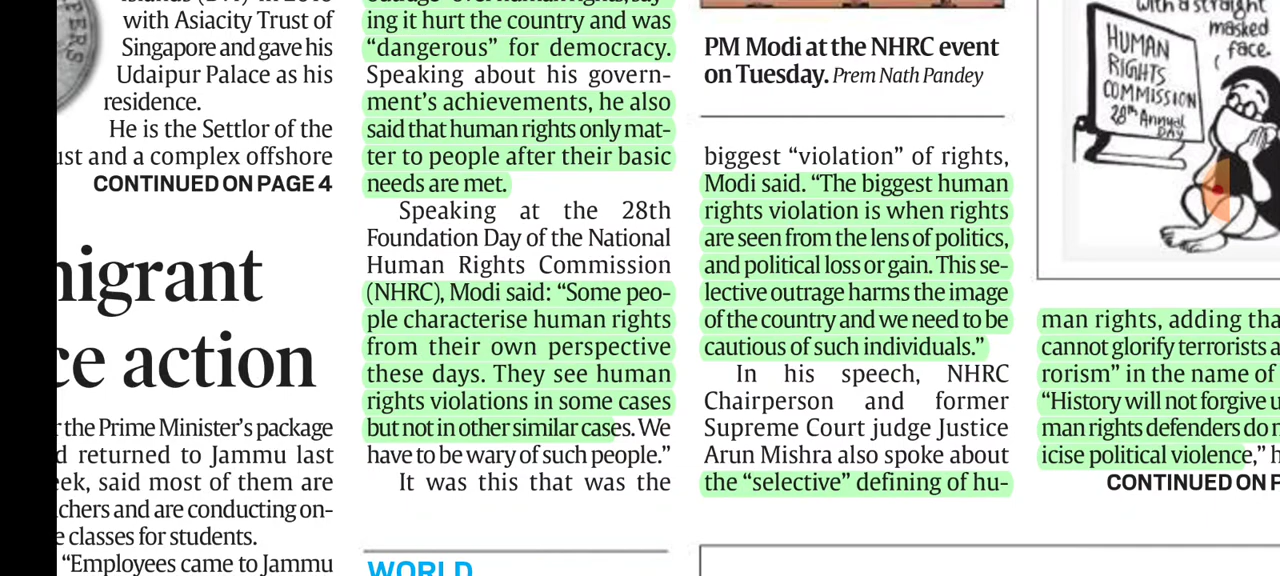 with Asiacity Trust of
Singapore and gave his
Udaipur Palace as his
residence.
He is the Settlor of the
ust and a complex offshore
CONTINUED ON PAGE 4
nigrant
ce action
r the Prime Minister's package
d returned to Jammu last
ek, said most of them are
chers and are conducting on-
e classes for students.
"Employees came to Jammu
ing it hurt the country and was
"dangerous" for democracy.
Speaking about his govern-
ment's achievements, he also
said that human rights only mat-
ter to people after their basic
needs are met.
Speaking at the 28th
Foundation Day of the National
Human Rights Commission
(NHRC), Modi said: "Some peo-
ple characterise human rights
from their own perspective
these days. They see human
rights violations in some cases
but not in other similar cases. We
have to be wary of such people."
It was this that was the
WORLD
PM Modi at the NHRC event
on Tuesday. Prem Nath Pandey
biggest "violation" of rights,
Modi said. "The biggest human
rights violation is when rights
are seen from the lens of politics,
and political loss or gain. This se-
lective outrage harms the image
of the country and we need to be
cautious of such individuals."
In his speech, NHRC
Chairperson and former
Supreme Court judge Justice
Arun Mishra also spoke about
the "selective" defining of hu-
with a straight
masked
face.
HUMAN
RIGHTS
COMMISSION
28th Annual
DAY
man rights, adding tha
cannot glorify terrorists a
rorism" in the name of
"History will not forgive u
man rights defenders do n
icise political violence," h
CONTINUED ON P